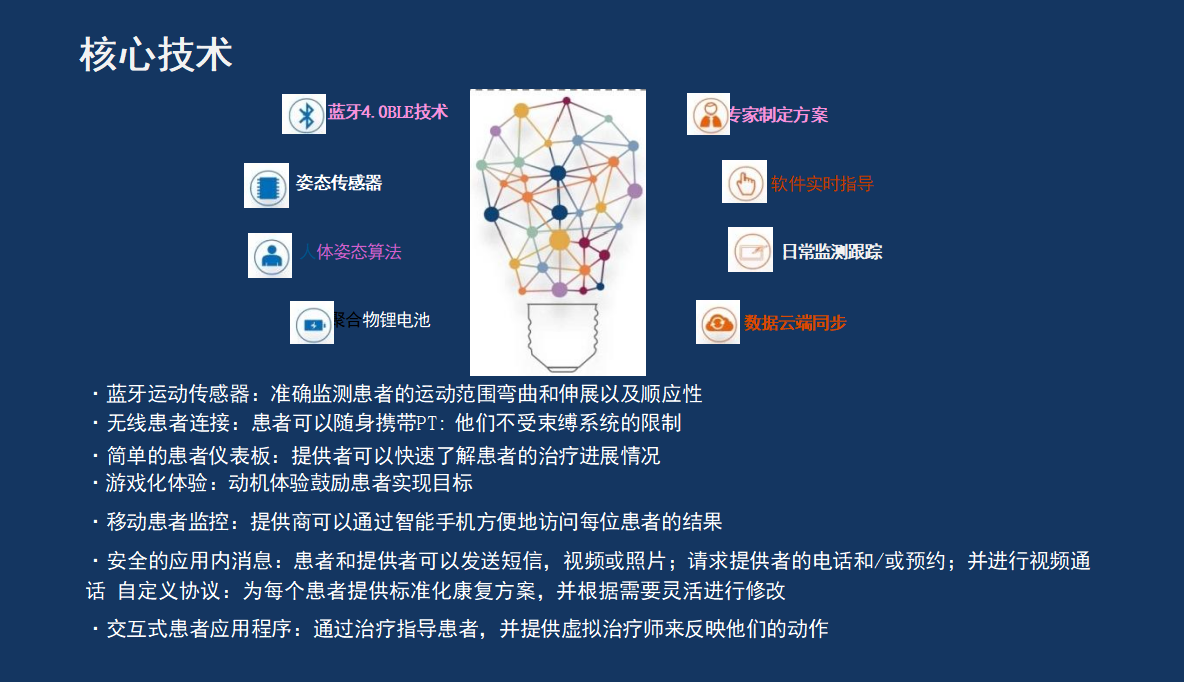 核心技术
蓝牙4.0BLE技术
专家制定方案
姿态传感器
软件实时指导
人体姿态算法
日常监测跟踪
聚合物锂电池
数据云端同步
·蓝牙运动传感器：准确监测患者的运动范围弯曲和伸展以及顺应性
·无线患者连接：患者可以随身携带PT：他们不受束缚系统的限制
·简单的患者仪表板：提供者可以快速了解患者的治疗进展情况
·游戏化体验：动机体验鼓励患者实现目标
·移动患者监控：提供商可以通过智能手机方便地访问每位患者的结果
·安全的应用内消息：患者和提供者可以发送短信，视频或照片；请求提供者的电话和/或预约；并进行视频通
话 自定义协议：为每个患者提供标准化康复方案，并根据需要灵活进行修改
·交互式患者应用程序：通过治疗指导患者，并提供虚拟治疗师来反映他们的动作